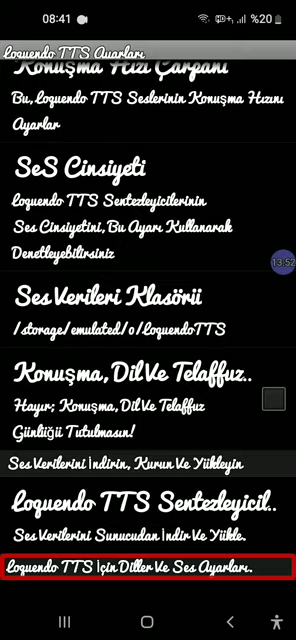 08:41
%20
Loquendo TTS Ayarları
Konuşma Hızı Çarpanı
Bu, Loquendo TTS Seslerinin Konuşma Hızını
Ayarlar
SeS Cinsiyeti
Loquendo TTS Sentezleyicilerinin
Ses Cinsiyetini, Bu Ayarı Kullanarak
Denetleyebilirsiniz
13:52
Ses Verileri Klasörü
/storage/emulated/0/LoquendoTTS
Konuşma, Dil Ve Telaffuz..
Hayır; Konuşma, Dil Ve Telaffuz
Günlüğü Tutulmasın!
Ses Verilerini İndirin, Kurun Ve Yükleyin
Loquendo TTS Sentezleyicil..
Ses Verilerini Sunucudan İndir Ve Yükle.
Loquendo TTS İçin Diller Ve Ses Ayarları.